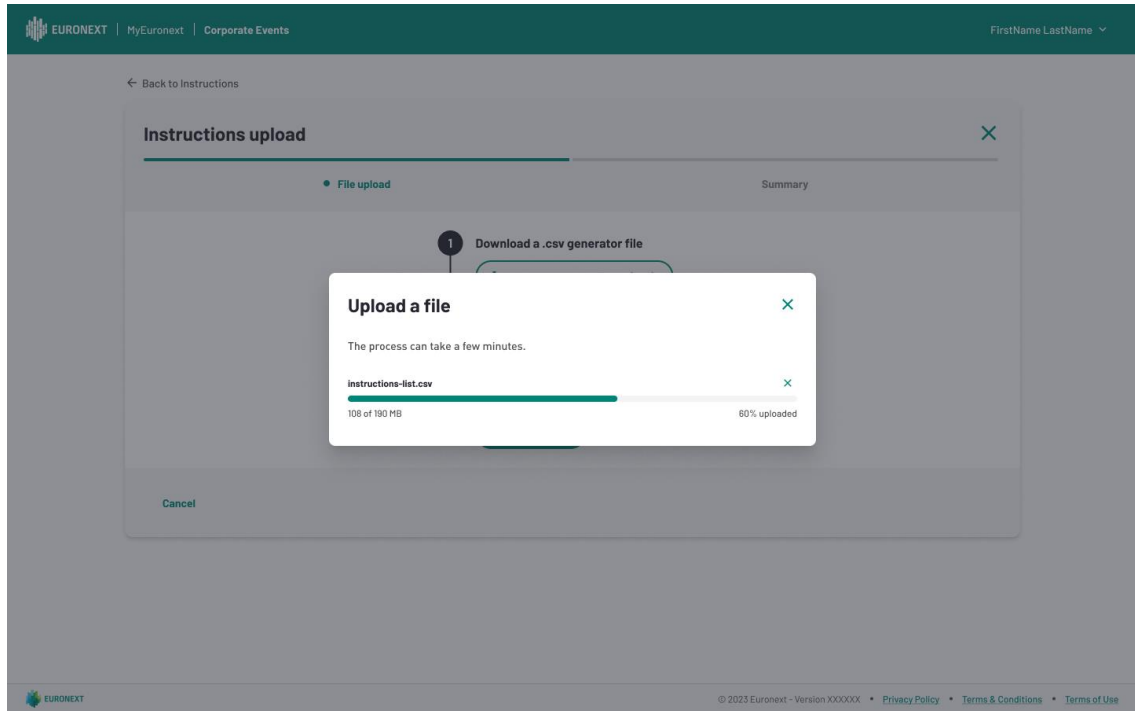 EURONEXT | MyEuronext | Corporate Events
FirstName LastName
← Back to Instructions
Instructions upload
File upload
Summary
1 Download a .csv generator file
Upload a file
The process can take a few minutes.
instructions-list.csv
108 of 190 MB
60% uploaded
Cancel
EURONEXT
© 2023 Euronext - Version XXXXXX • Privacy Policy • Terms & Conditions • Terms of Use